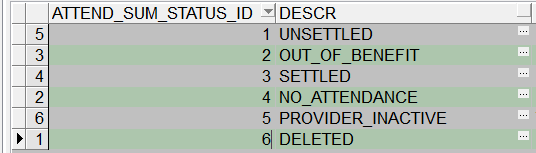 ATTEND_SUM_STATUS_ID DESCR
5 1 UNSETTLED ...
2 2 OUT_OF_BENEFIT ...
3 3 SETTLED ...
4 4 NO_ATTENDANCE ...
6 5 PROVIDER_INACTIVE ...
1 6 DELETED ...